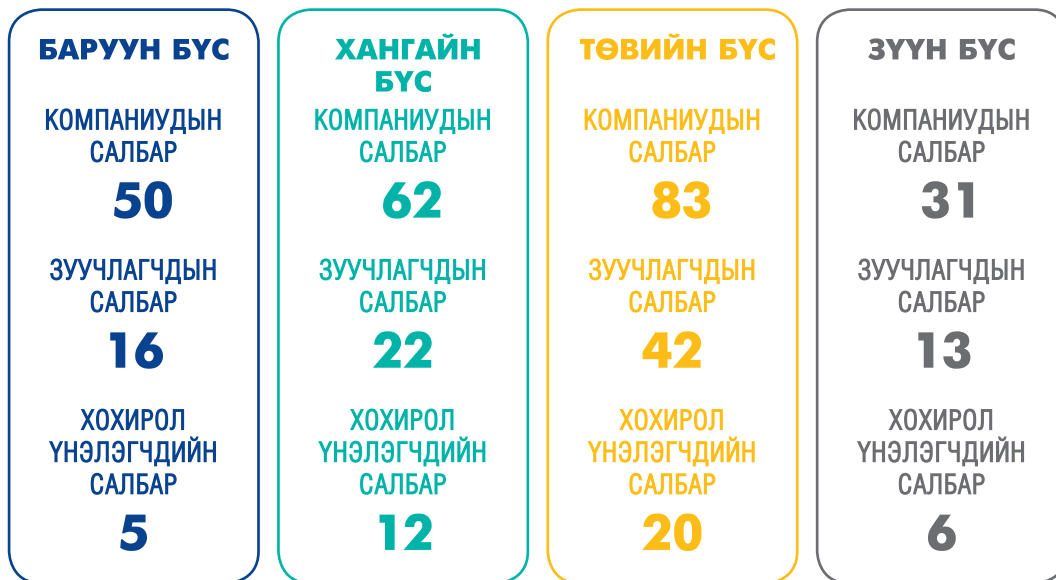 БАРУУН БҮС
КОМПАНИУДЫН
САЛБАР
50
ЗУУЧЛАГЧДЫН
САЛБАР
16
ХОХИРОЛ
ҮНЭЛЭГЧДИЙН
САЛБАР
5
ХАНГАЙН
БҮС
КОМПАНИУДЫН
САЛБАР
62
ЗУУЧЛАГЧДЫН
САЛБАР
22
ХОХИРОЛ
ҮНЭЛЭГЧДИЙН
САЛБАР
12
ТӨВИЙН БҮС
КОМПАНИУДЫН
САЛБАР
83
ЗУУЧЛАГЧДЫН
САЛБАР
42
ХОХИРОЛ
ҮНЭЛЭГЧДИЙН
САЛБАР
20
ЗҮҮН БҮС
КОМПАНИУДЫН
САЛБАР
31
ЗУУЧЛАГЧДЫН
САЛБАР
13
ХОХИРОЛ
ҮНЭЛЭГЧДИЙН
САЛБАР
6